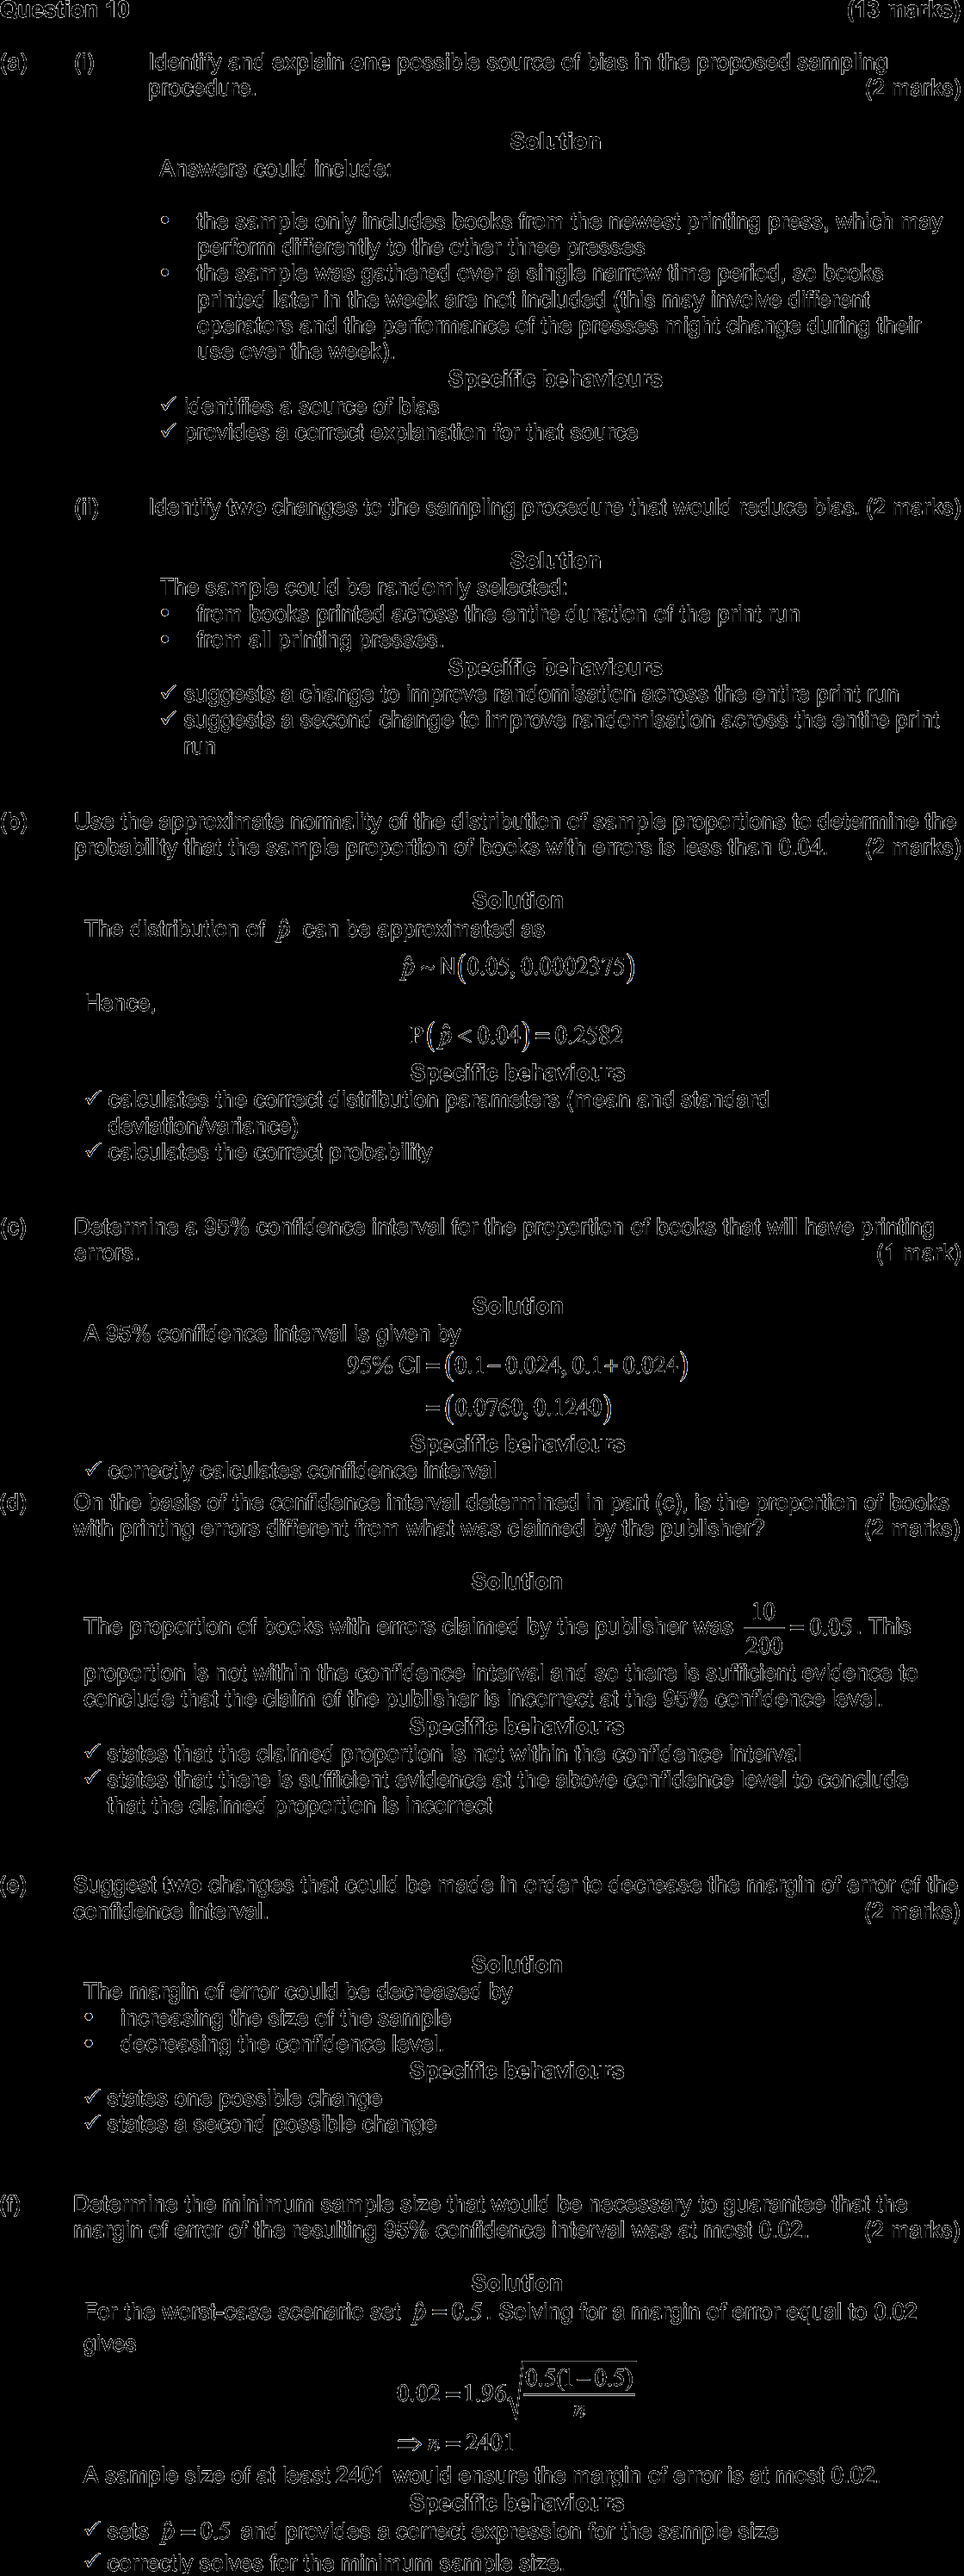 Question 10 (13 marks)
(a) (i) Identify and explain one possible source of bias in the proposed sampling
procedure. (2 marks)
Solution
Answers could include:
• the sample only includes books from the newest printing press, which may
perform differently to the other three presses
• the sample was gathered over a single narrow time period, so books
printed later in the week are not included (this may involve different
operators and the performance of the presses might change during their
use over the week).
Specific behaviours
✓ identifies a source of bias
✓ provides a correct explanation for that source
(ii) Identify two changes to the sampling procedure that would reduce bias. (2 marks)
Solution
The sample could be randomly selected:
• from books printed across the entire duration of the print run
• from all printing presses.
Specific behaviours
✓ suggests a change to improve randomisation across the entire print run
✓ suggests a second change to improve randomisation across the entire print
run
(b) Use the approximate normality of the distribution of sample proportions to determine the
probability that the sample proportion of books with errors is less than 0.04. (2 marks)
Solution
The distribution of p̂ can be approximated as
p̂ ~ N(0.05, 0.0002375)
Hence,
P(p̂ < 0.04) = 0.2582
Specific behaviours
✓ calculates the correct distribution parameters (mean and standard
deviation/variance)
✓ calculates the correct probability
(c) Determine a 95% confidence interval for the proportion of books that will have printing
errors. (1 mark)
Solution
A 95% confidence interval is given by
95% CI = (0.1 − 0.024, 0.1 + 0.024)
= (0.0760, 0.1240)
Specific behaviours
✓ correctly calculates confidence interval
(d) On the basis of the confidence interval determined in part (c), is the proportion of books
with printing errors different from what was claimed by the publisher? (2 marks)
Solution
The proportion of books with errors claimed by the publisher was 10/200 = 0.05. This
proportion is not within the confidence interval and so there is sufficient evidence to
conclude that the claim of the publisher is incorrect at the 95% confidence level.
Specific behaviours
✓ states that the claimed proportion is not within the confidence interval
✓ states that there is sufficient evidence at the above confidence level to conclude
that the claimed proportion is incorrect
(e) Suggest two changes that could be made in order to decrease the margin of error of the
confidence interval. (2 marks)
Solution
The margin of error could be decreased by
• increasing the size of the sample
• decreasing the confidence level.
Specific behaviours
✓ states one possible change
✓ states a second possible change
(f) Determine the minimum sample size that would be necessary to guarantee that the
margin of error of the resulting 95% confidence interval was at most 0.02. (2 marks)
Solution
For the worst-case scenario set p̂ = 0.5. Solving for a margin of error equal to 0.02
gives
0.02 = 1.96√(0.5(1−0.5)/n)
⇒ n = 2401
A sample size of at least 2401 would ensure the margin of error is at most 0.02.
Specific behaviours
✓ sets p̂ = 0.5 and provides a correct expression for the sample size
✓ correctly solves for the minimum sample size.